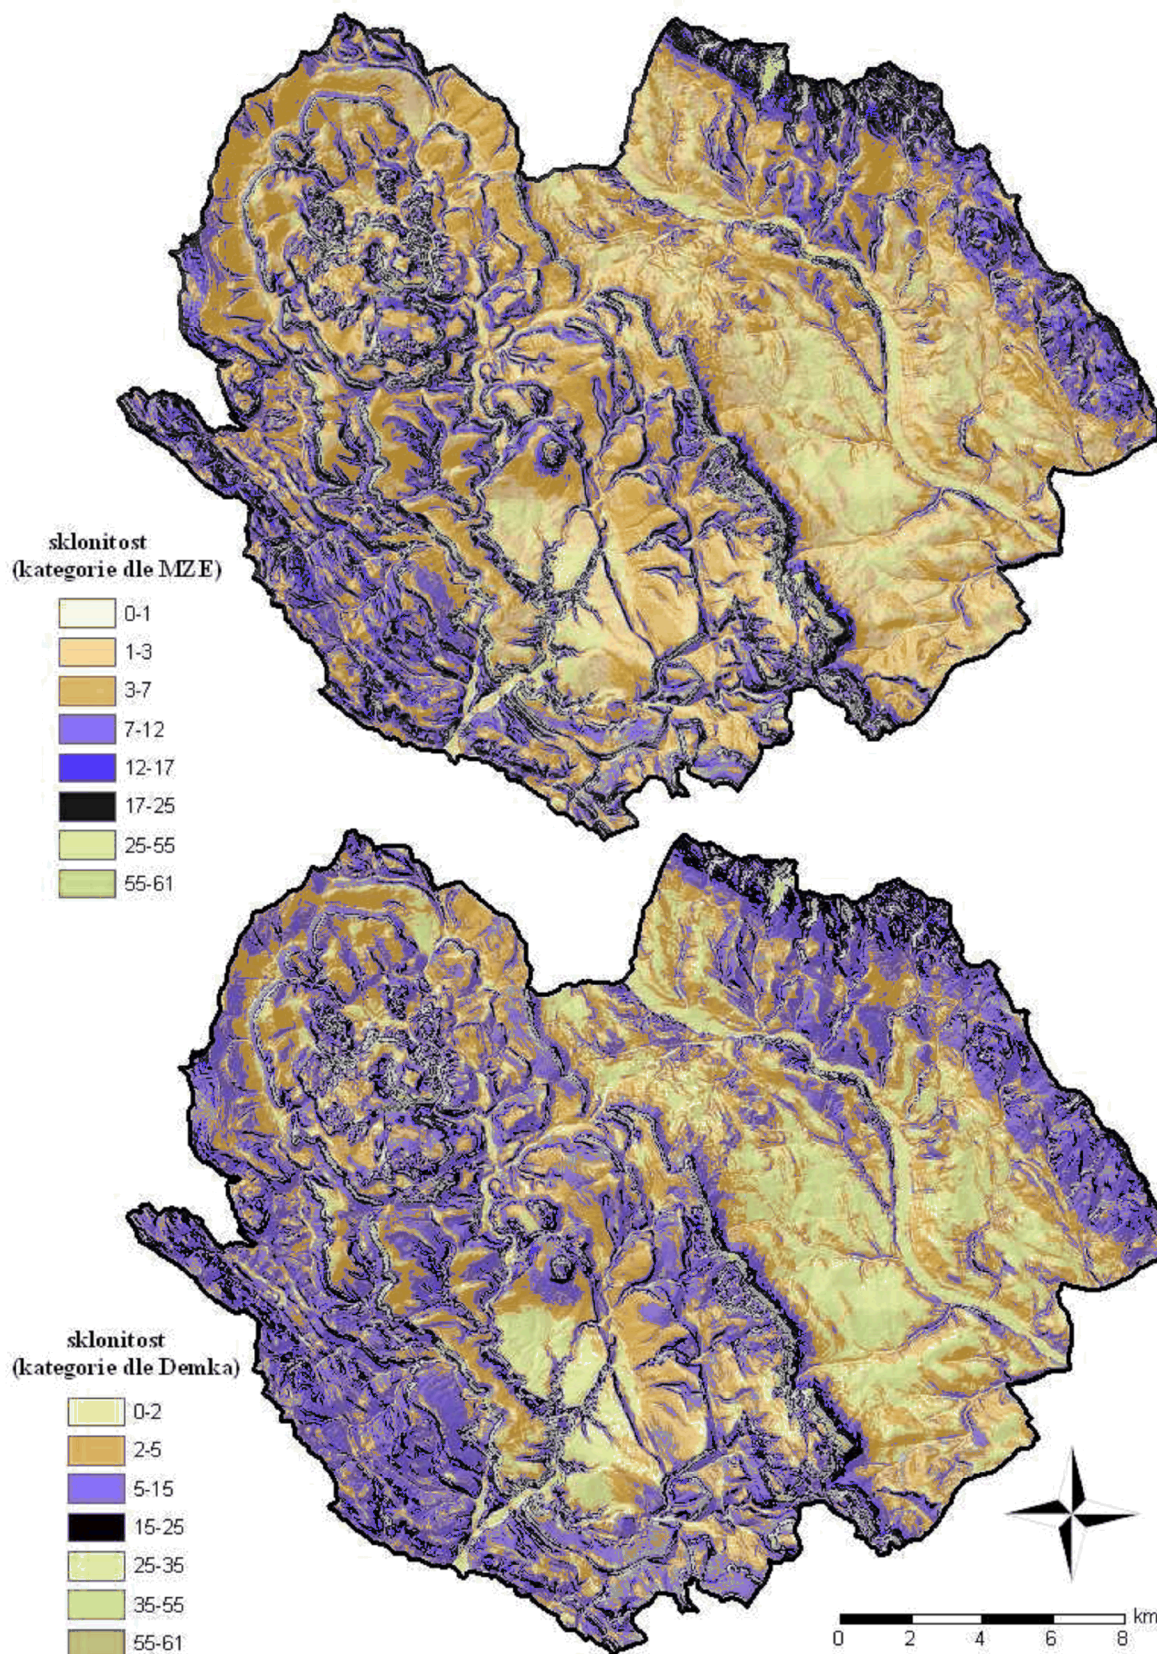 sklonitost
(kategorie dle MZE)
0-1
1-3
3-7
7-12
12-17
17-25
25-55
55-61
sklonitost
(kategorie dle Demka)
0-2
2-5
5-15
15-25
25-35
35-55
55-61
km
0 2 4 6 8